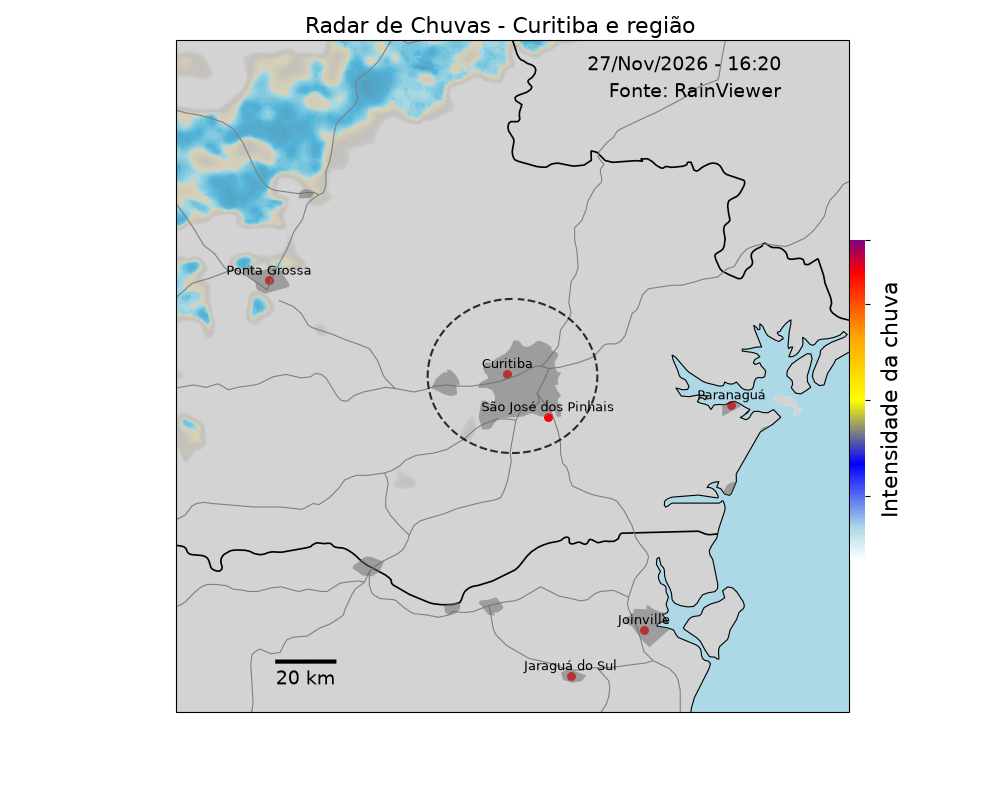 Radar de Chuvas - Curitiba e região
27/Nov/2026 - 16:20
Fonte: RainViewer
Ponta Grossa
Curitiba
Paranaguá
São José dos Pinhais
Joinville
Jaraguá do Sul
20 km
Intensidade da chuva